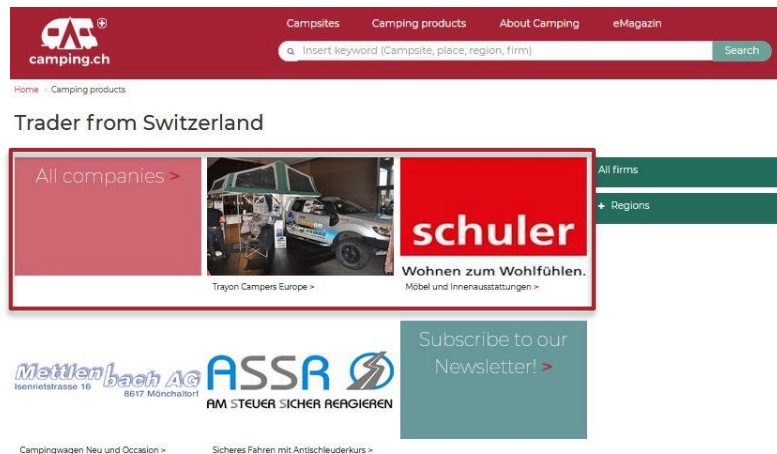 camping.ch
Campsites
Camping products
About Camping
eMagazin
Insert keyword (Campsite, place, region, firm)
Search
Home > Camping products
Trader from Switzerland
All companies >
schuler
Wohnen zum Wohlfühlen.
Trayon Campers Europe >
Möbel und Innenausstattungen >
All firms
+ Regions
Mettlenbach AG
Isenrietstrasse 16
8617 Mönchaltorf
ASSR
AM STEUER SICHER REAGIEREN
Subscribe to our
Newsletter! >
Campingwagen Neu und Occasion >
Sicheres Fahren mit Antischleuderkurs >